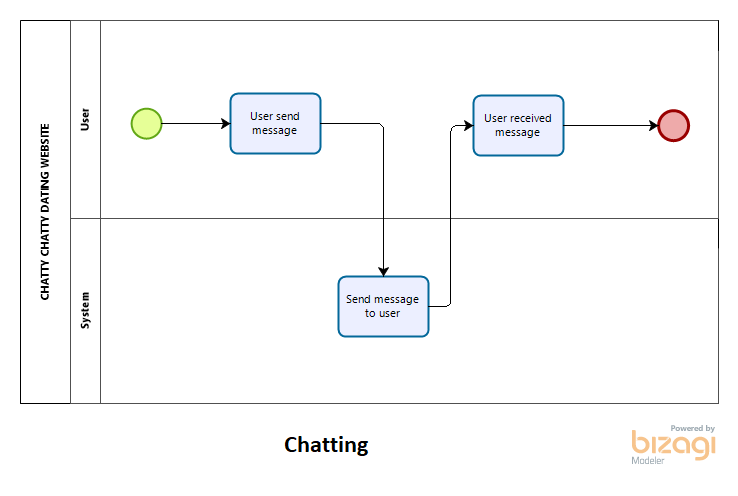 CHATTY CHATTY DATING WEBSITE
User
User send
message
User received
message
System
Send message
to user
Chatting
Powered by
bizagi
Modeler